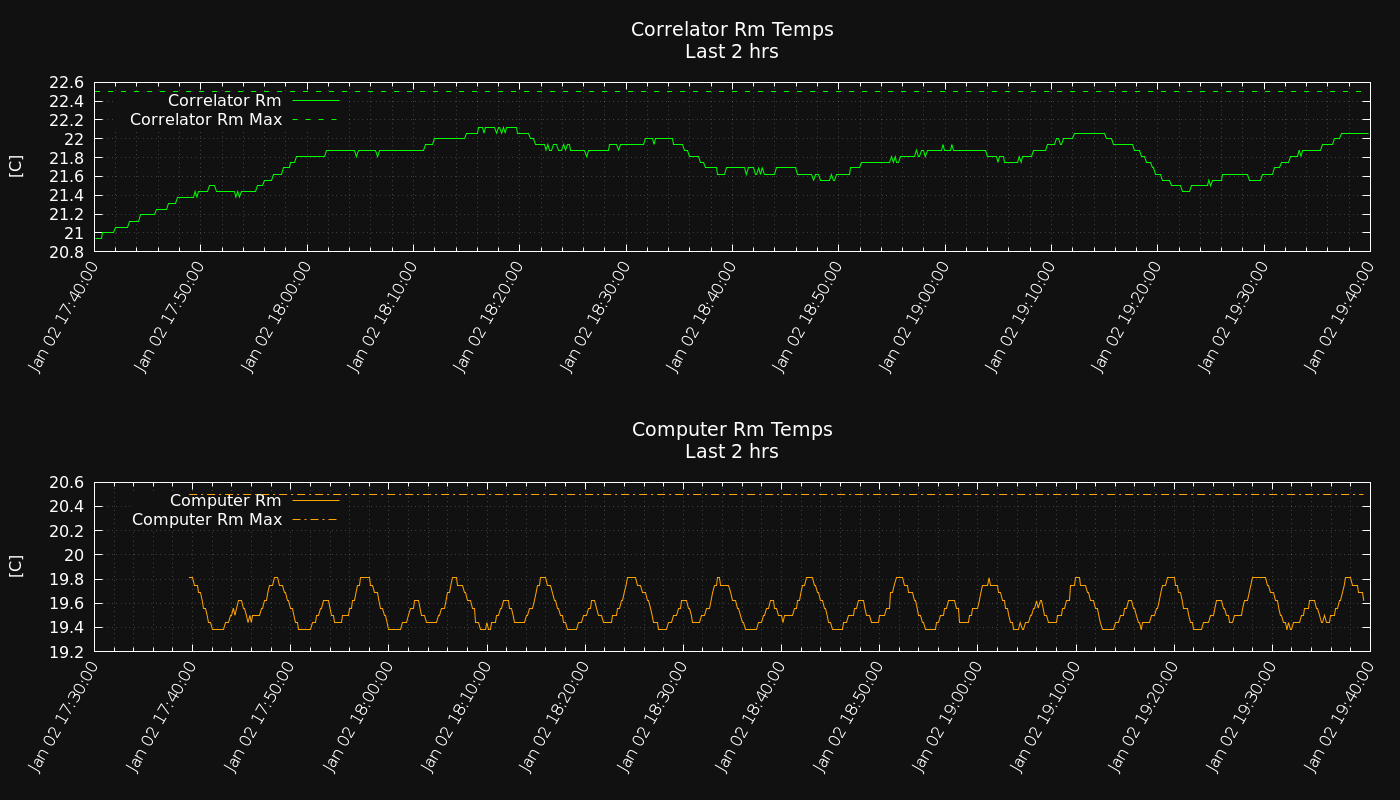 Correlator Rm Temps
Last 2 hrs
[C]
22.6
22.4
22.2
22
21.8
21.6
21.4
21.2
21
20.8
Correlator Rm
Correlator Rm Max
Jan 02 17:40:00
Jan 02 17:50:00
Jan 02 18:00:00
Jan 02 18:10:00
Jan 02 18:20:00
Jan 02 18:30:00
Jan 02 18:40:00
Jan 02 18:50:00
Jan 02 19:00:00
Jan 02 19:10:00
Jan 02 19:20:00
Jan 02 19:30:00
Jan 02 19:40:00
Computer Rm Temps
Last 2 hrs
[C]
20.6
20.4
20.2
20
19.8
19.6
19.4
19.2
Computer Rm
Computer Rm Max
Jan 02 17:30:00
Jan 02 17:40:00
Jan 02 17:50:00
Jan 02 18:00:00
Jan 02 18:10:00
Jan 02 18:20:00
Jan 02 18:30:00
Jan 02 18:40:00
Jan 02 18:50:00
Jan 02 19:00:00
Jan 02 19:10:00
Jan 02 19:20:00
Jan 02 19:30:00
Jan 02 19:40:00